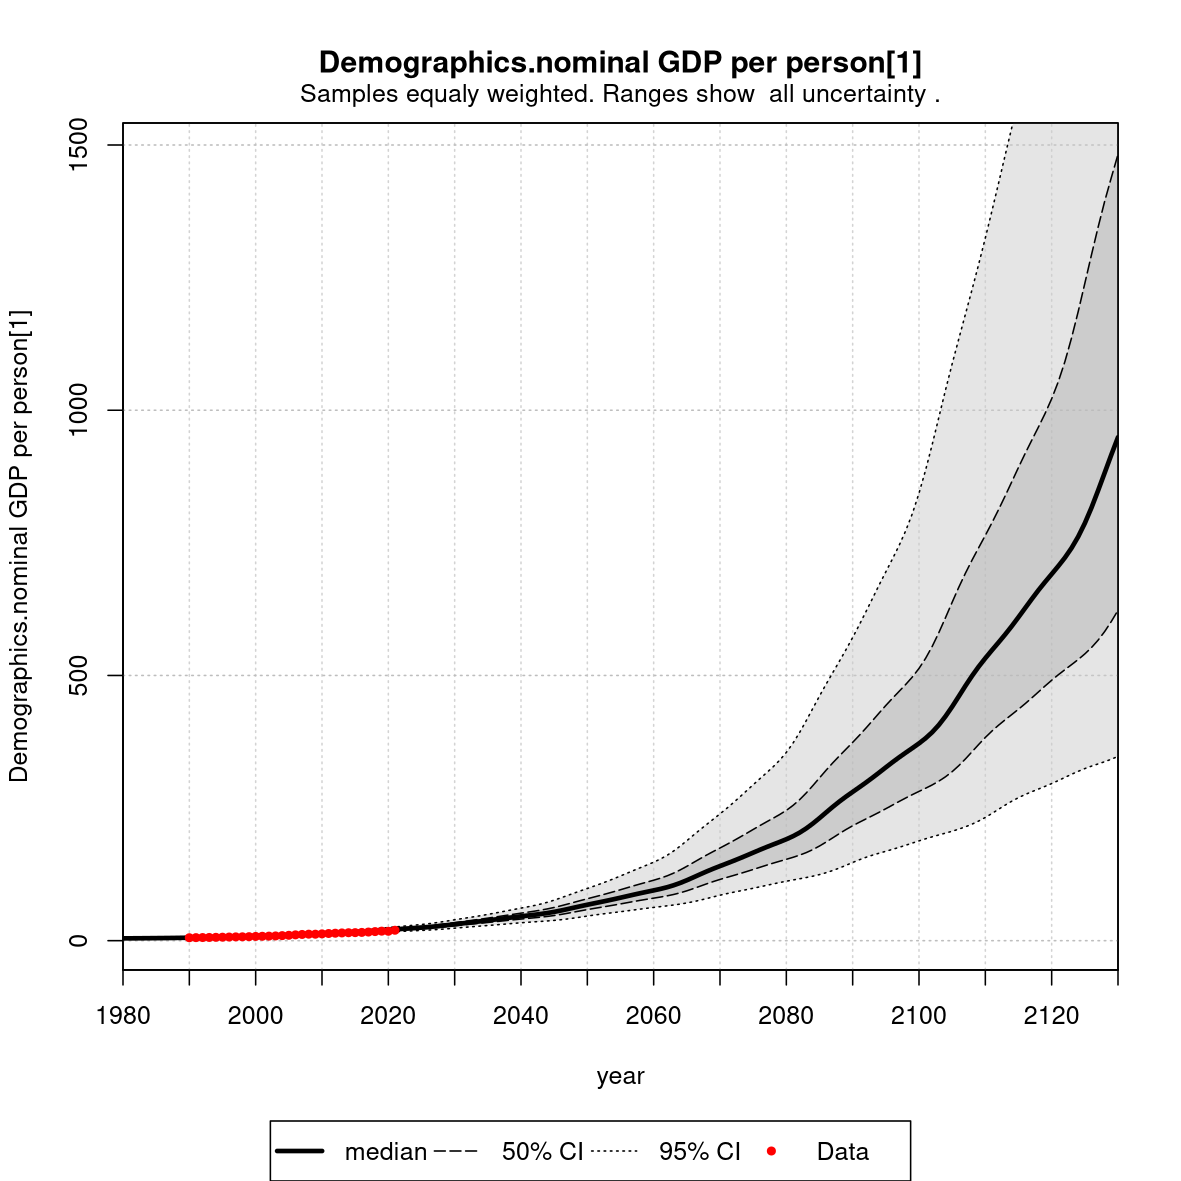 Demographics.nominal GDP per person[1]
Samples equaly weighted. Ranges show  all uncertainty .
Demographics.nominal GDP per person[1]
1500
1000
500
0
1980 2000 2020 2040 2060 2080 2100 2120
year
median 50% CI 95% CI Data